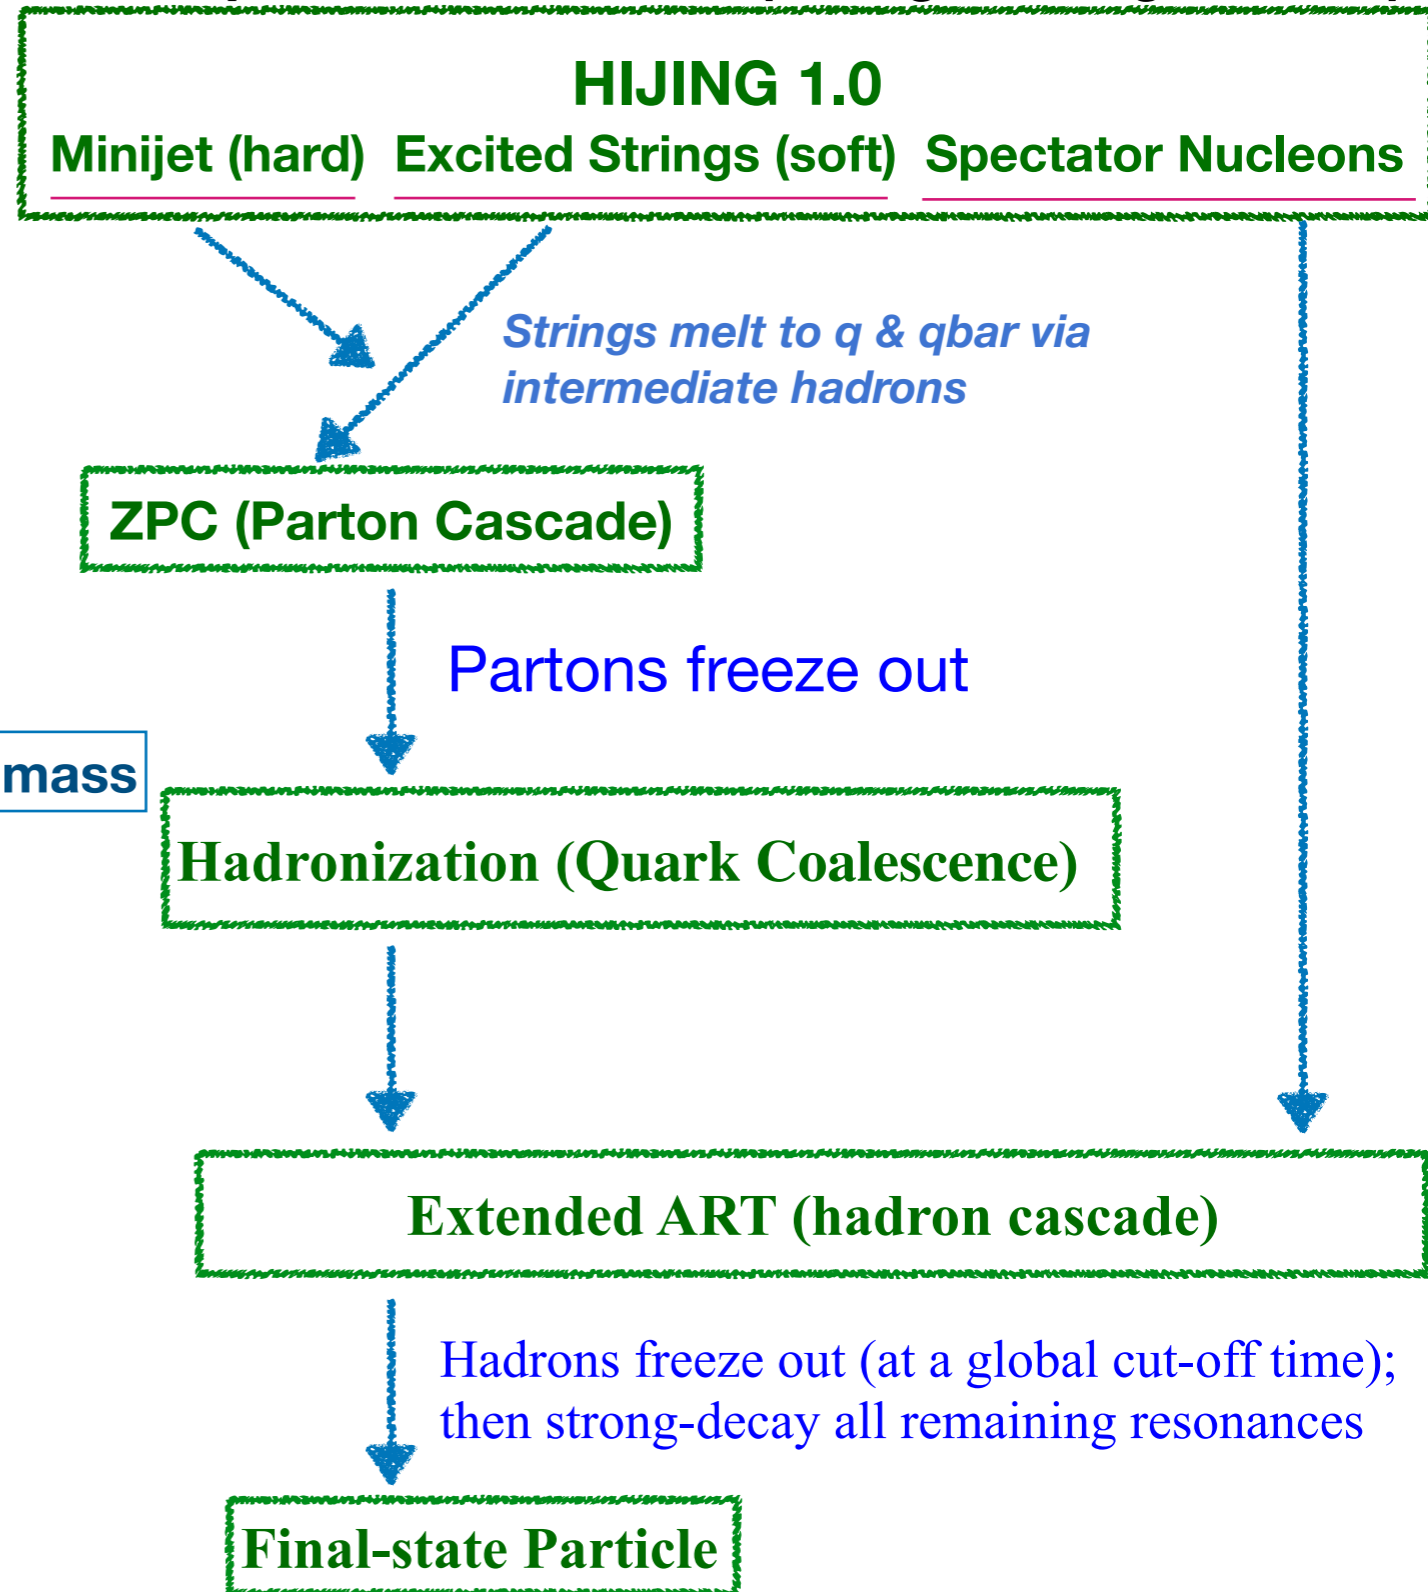 HIJING 1.0
Minijet (hard) Excited Strings (soft) Spectator Nucleons
Strings melt to q & qbar via
intermediate hadrons
ZPC (Parton Cascade)
Partons freeze out
mass
Hadronization (Quark Coalescence)
Extended ART (hadron cascade)
Hadrons freeze out (at a global cut-off time);
then strong-decay all remaining resonances
Final-state Particle